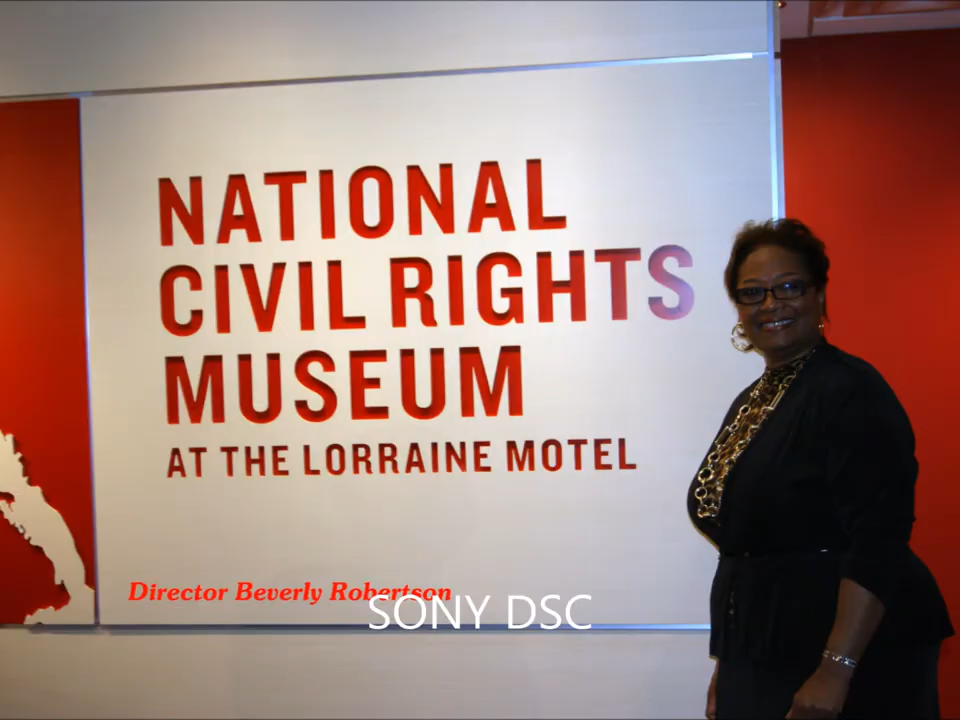 NATIONAL
CIVIL RIGHTS
MUSEUM
AT THE LORRAINE MOTEL
Director Beverly Robertson
SONY DSC